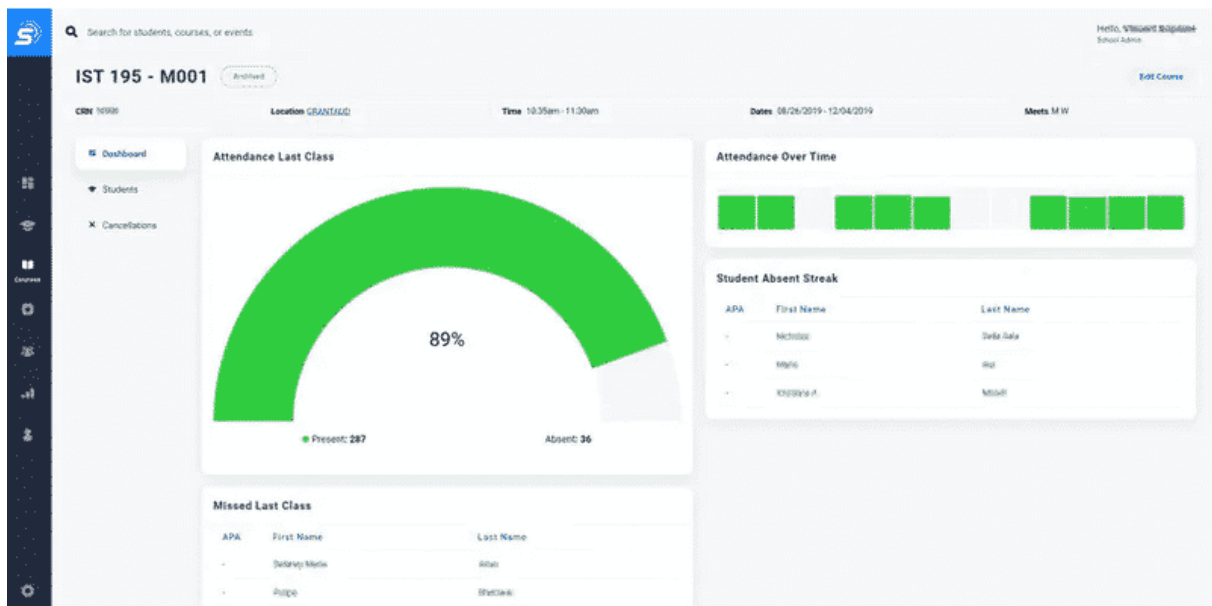 Search for students, courses, or events
Hello,
School Admin
IST 195 - M001
Archived
Edit Course
CRN
Location GRANTAUD
Time 10:35am - 11:30am
Dates 08/26/2019 - 12/04/2019
Meets M W
Dashboard
Students
Cancellations
Courses
Attendance Last Class
89%
Present: 287
Absent: 36
Attendance Over Time
Student Absent Streak
APA First Name Last Name
-
-
-
Missed Last Class
APA First Name Last Name
-
-